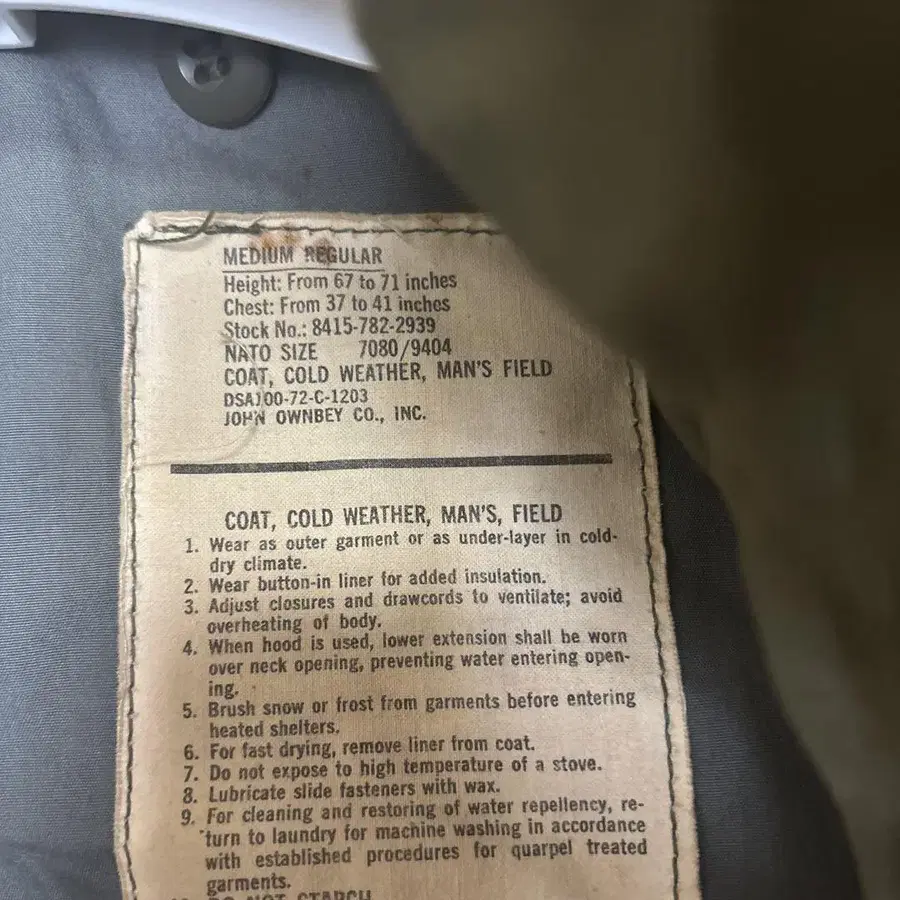 MEDIUM REGULAR
Height: From 67 to 71 inches
Chest: From 37 to 41 inches
Stock No.: 8415-782-2939
NATO SIZE 7080/9404
COAT, COLD WEATHER, MAN'S FIELD
DSA100-72-C-1203
JOHN OWNBEY CO., INC.
COAT, COLD WEATHER, MAN'S, FIELD
1. Wear as outer garment or as under-layer in cold-
dry climate.
2. Wear button-in liner for added insulation.
3. Adjust closures and drawcords to ventilate; avoid
overheating of body.
4. When hood is used, lower extension shall be worn
over neck opening, preventing water entering open-
ing.
5. Brush snow or frost from garments before entering
heated shelters.
6. For fast drying, remove liner from coat.
7. Do not expose to high temperature of a stove.
8. Lubricate slide fasteners with wax.
9. For cleaning and restoring of water repellency, re-
turn to laundry for machine washing in accordance
with established procedures for quarpel treated
garments.
DO NOT STARCH